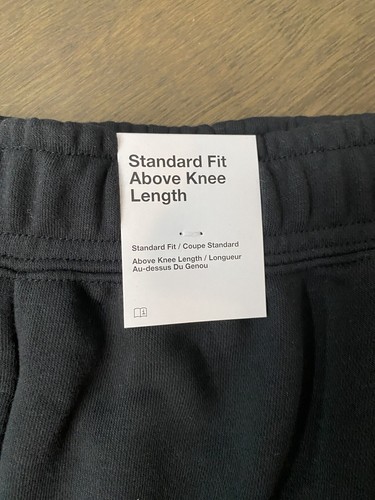 Standard Fit
Above Knee
Length
Standard Fit / Coupe Standard
Above Knee Length / Longueur
Au-dessus Du Genou